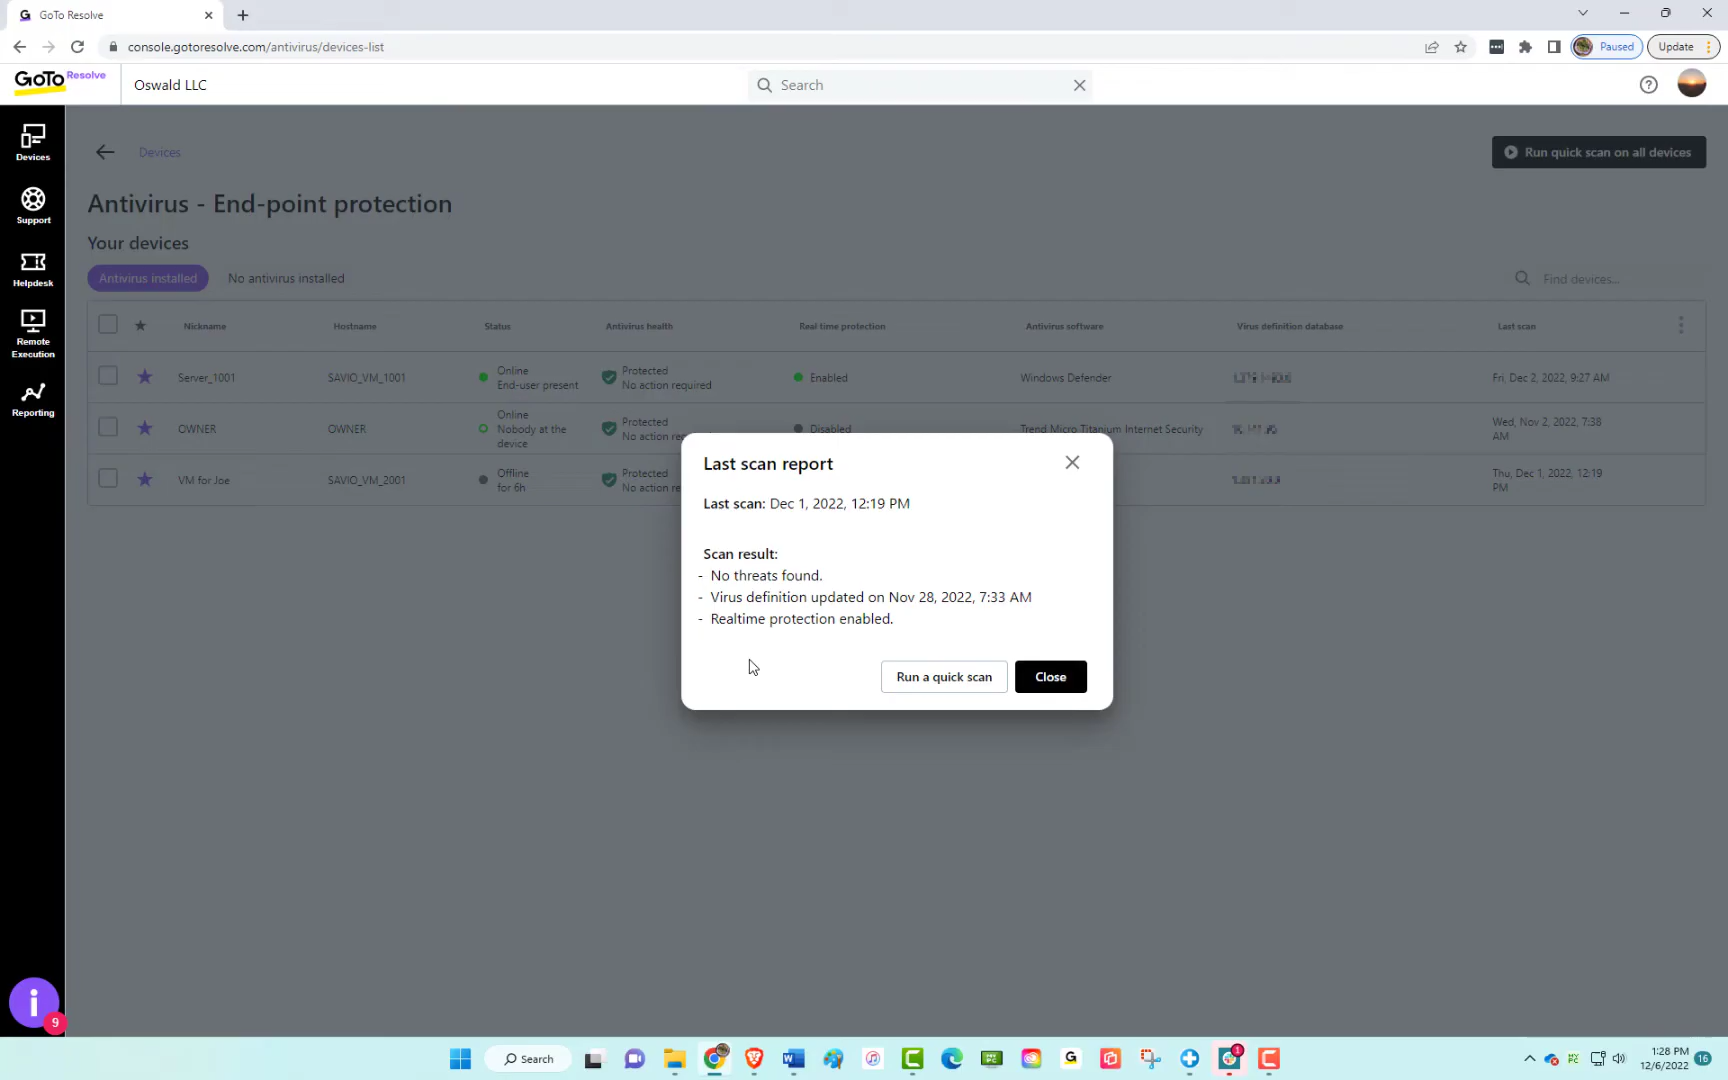 GoTo Resolve
console.gotoresolve.com/antivirus/devices-list
Paused
Update
GoTo Resolve
Oswald LLC
Search
Devices
Support
Helpdesk
Remote
Execution
Reporting
9
Devices
Run quick scan on all devices
Antivirus - End-point protection
Your devices
Antivirus installed
No antivirus installed
Find devices...
Nickname
Hostname
Status
Antivirus health
Real time protection
Antivirus software
Virus definition database
Last scan
Server_1001
SAVIO_VM_1001
Online
End-user present
Protected
No action required
Enabled
Windows Defender
Fri, Dec 2, 2022, 9:27 AM
OWNER
OWNER
Online
Nobody at the
device
Protected
No action
Disabled
Trend Micro Titanium Internet Security
Wed, Nov 2, 2022, 7:38
AM
VM for Joe
SAVIO_VM_2001
Offline
for 6h
Protected
No action
Thu, Dec 1, 2022, 12:19
PM
Last scan report
Last scan: Dec 1, 2022, 12:19 PM
Scan result:
- No threats found.
- Virus definition updated on Nov 28, 2022, 7:33 AM
- Realtime protection enabled.
Run a quick scan
Close
Search
1
1:28 PM
12/6/2022
16